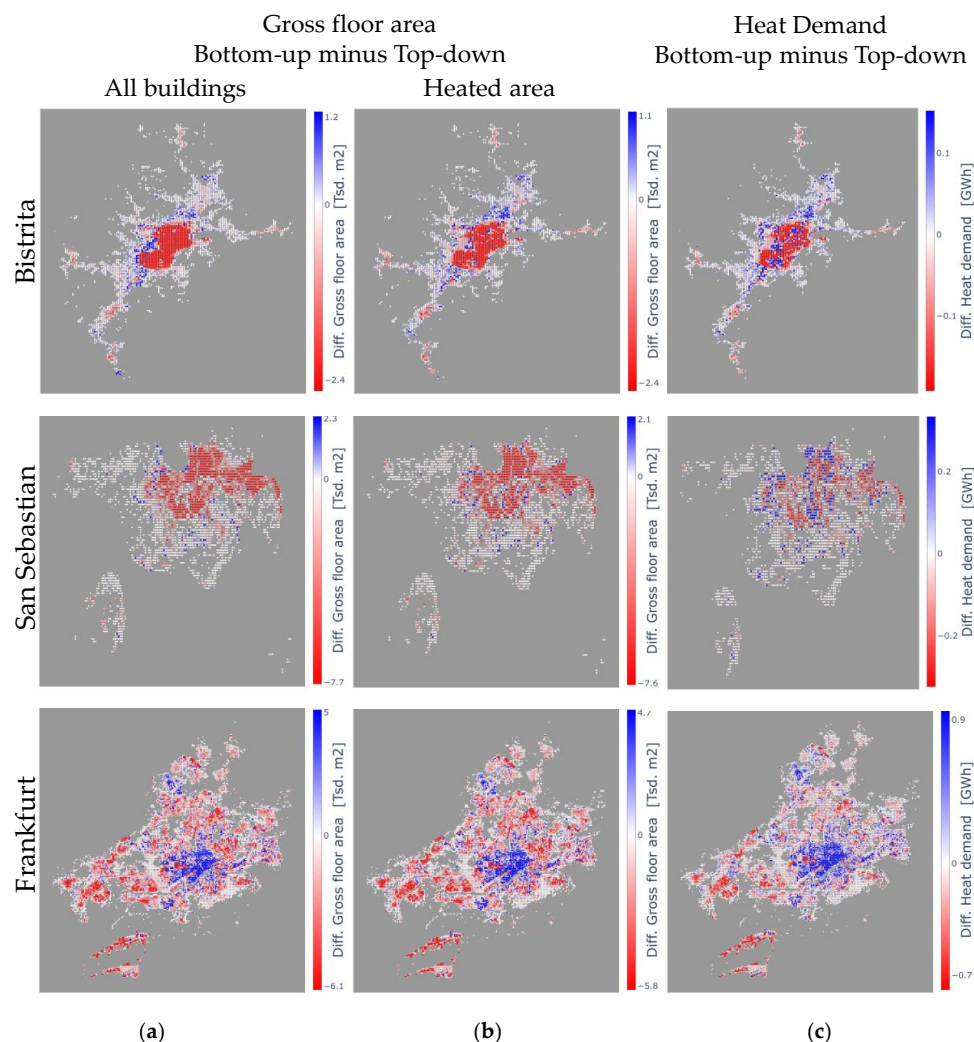 Gross floor area
Bottom-up minus Top-down
Heat Demand
Bottom-up minus Top-down
All buildings
Heated area
Bistrita
1.2
0
−2.4
Diff. Gross floor area [Tsd. m2]
1.1
0
−2.4
Diff. Gross floor area [Tsd. m2]
0.1
0
−0.1
Diff. Heat demand [GWh]
San Sebastian
2.3
0
−7.7
Diff. Gross floor area [Tsd. m2]
2.1
0
−7.6
Diff. Gross floor area [Tsd. m2]
0.2
0
−0.2
Diff. Heat demand [GWh]
Frankfurt
5
0
−6.1
Diff. Gross floor area [Tsd. m2]
4.7
0
−5.8
Diff. Gross floor area [Tsd. m2]
0.9
0
−0.7
Diff. Heat demand [GWh]
(a)
(b)
(c)